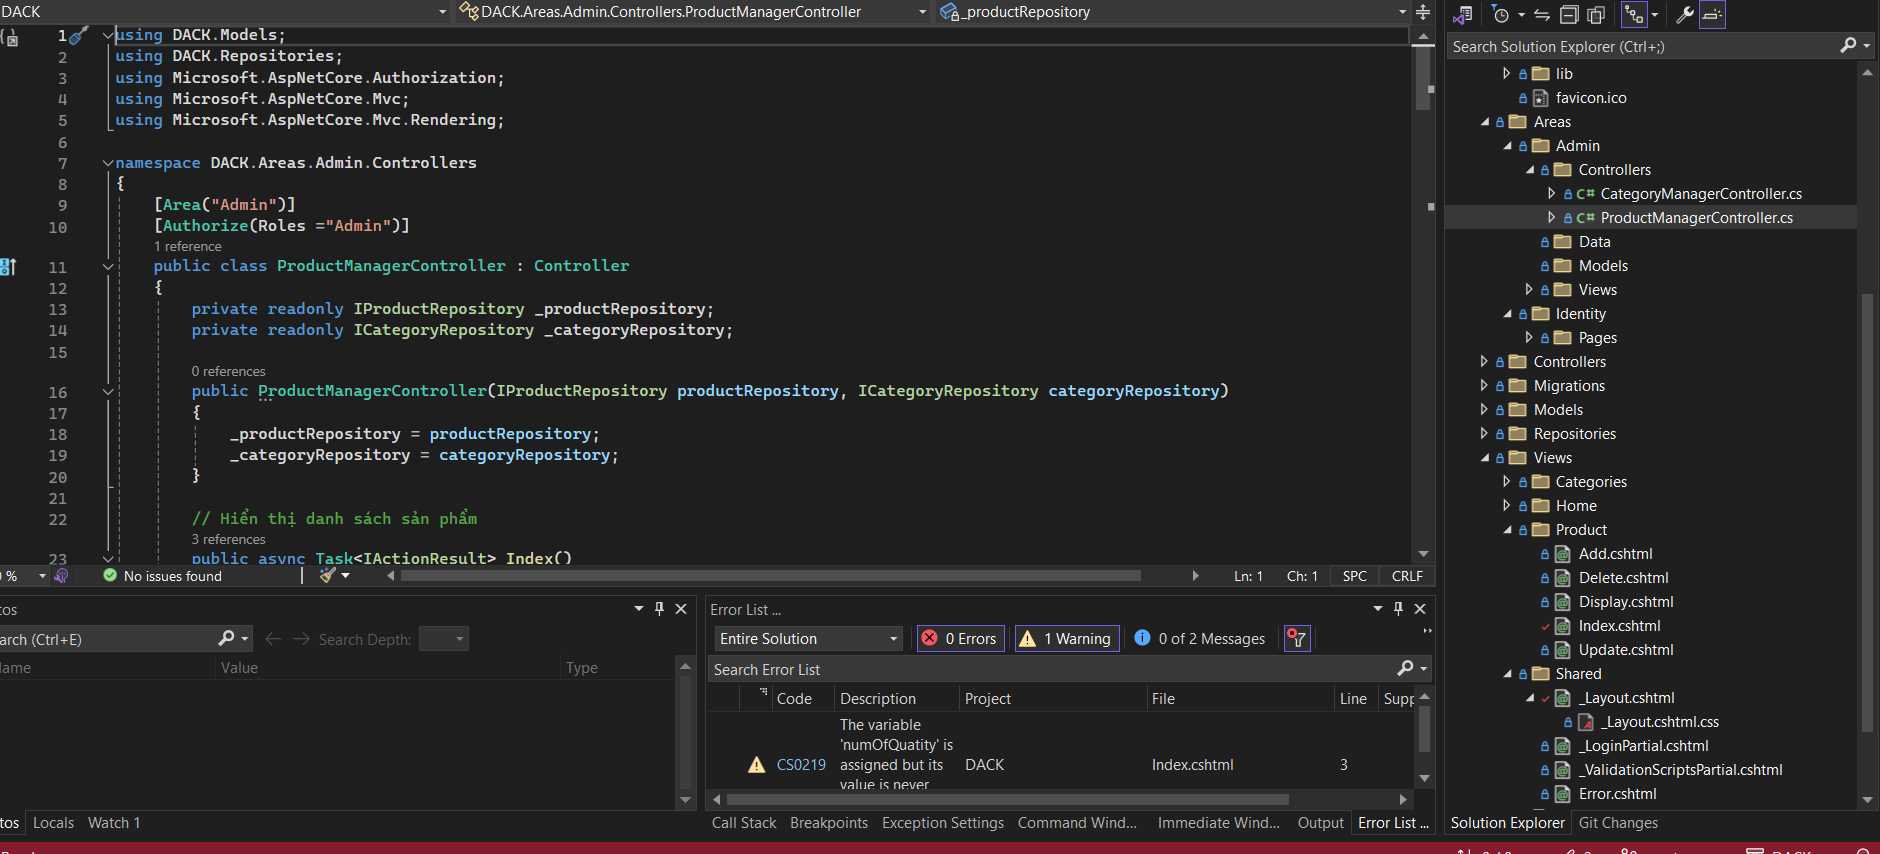 DACK
DACK.Areas.Admin.Controllers.ProductManagerController
_productRepository
1 using DACK.Models;
2 using DACK.Repositories;
3 using Microsoft.AspNetCore.Authorization;
4 using Microsoft.AspNetCore.Mvc;
5 using Microsoft.AspNetCore.Mvc.Rendering;
6
7 namespace DACK.Areas.Admin.Controllers
8 {
9 [Area("Admin")]
10 [Authorize(Roles ="Admin")]
1 reference
11 public class ProductManagerController : Controller
12 {
13 private readonly IProductRepository _productRepository;
14 private readonly ICategoryRepository _categoryRepository;
15
0 references
16 public ProductManagerController(IProductRepository productRepository, ICategoryRepository categoryRepository)
17 {
18 _productRepository = productRepository;
19 _categoryRepository = categoryRepository;
20 }
21
22 // Hiển thị danh sách sản phẩm
3 references
23 public async Task<IActionResult> Index()
%
No issues found
Ln: 1 Ch: 1 SPC CRLF
tos
arch (Ctrl+E)
Search Depth:
ame Value Type
tos Locals Watch 1
Error List ...
Entire Solution
0 Errors
1 Warning
0 of 2 Messages
Search Error List
Code Description Project File Line Supp
CS0219
The variable
'numOfQuatity' is
assigned but its
value is never
DACK Index.cshtml 3
Call Stack Breakpoints Exception Settings Command Wind... Immediate Wind... Output Error List ...
Search Solution Explorer (Ctrl+;)
lib
favicon.ico
Areas
Admin
Controllers
C# CategoryManagerController.cs
C# ProductManagerController.cs
Data
Models
Views
Identity
Pages
Controllers
Migrations
Models
Repositories
Views
Categories
Home
Product
Add.cshtml
Delete.cshtml
Display.cshtml
Index.cshtml
Update.cshtml
Shared
_Layout.cshtml
_Layout.cshtml.css
_LoginPartial.cshtml
_ValidationScriptsPartial.cshtml
Error.cshtml
Solution Explorer Git Changes